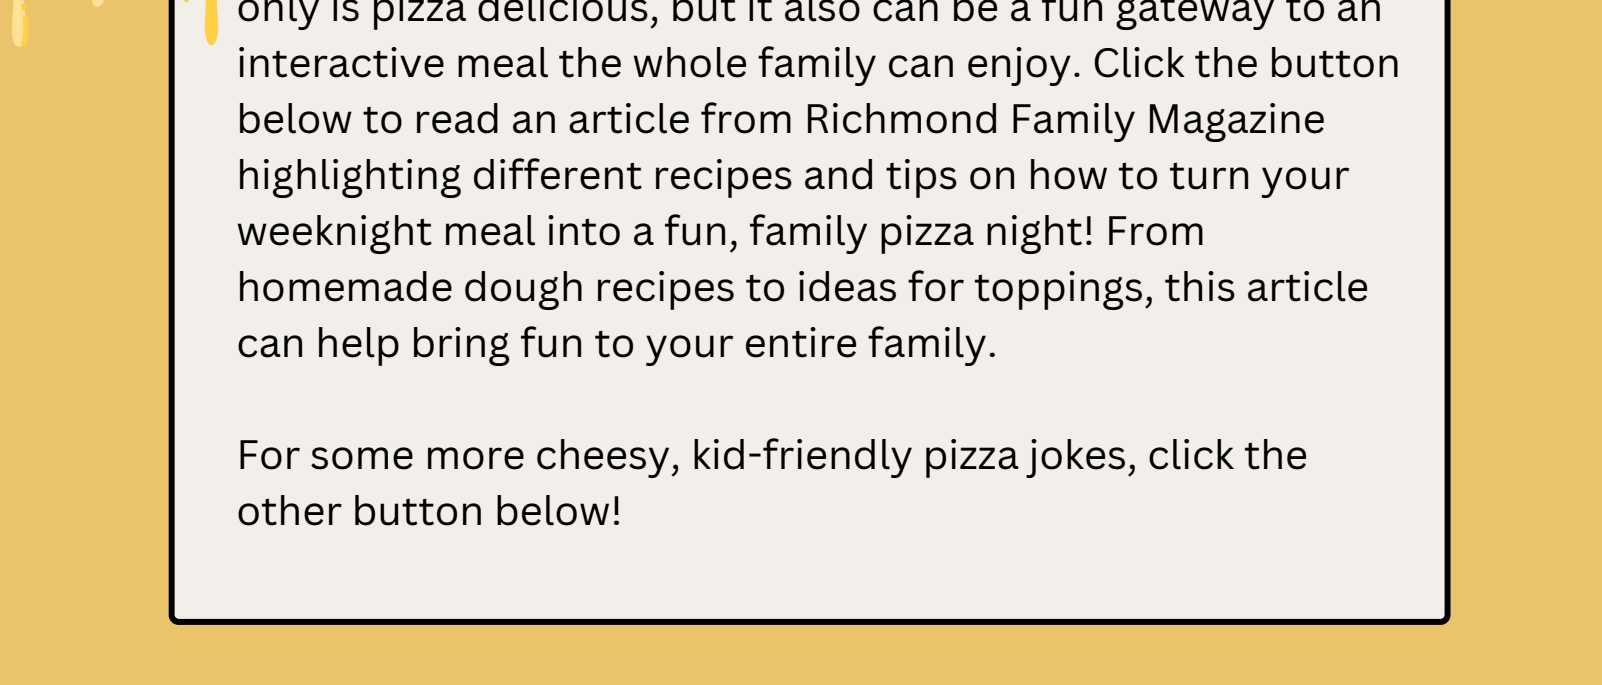 only is pizza delicious, but it also can be a fun gateway to an
interactive meal the whole family can enjoy. Click the button
below to read an article from Richmond Family Magazine
highlighting different recipes and tips on how to turn your
weeknight meal into a fun, family pizza night! From
homemade dough recipes to ideas for toppings, this article
can help bring fun to your entire family.
For some more cheesy, kid-friendly pizza jokes, click the
other button below!